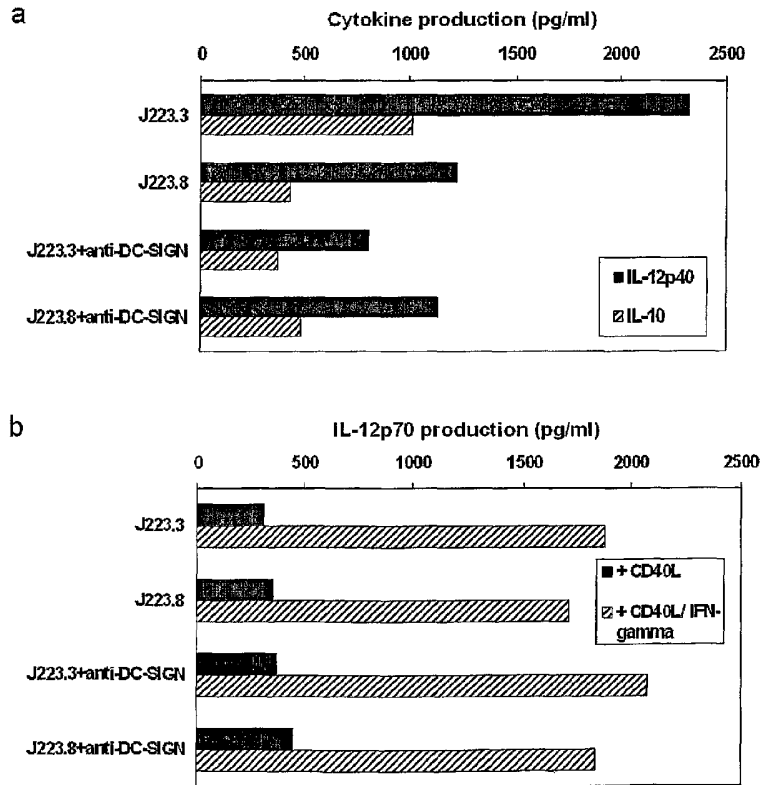 a
Cytokine production (pg/ml)
0 500 1000 1500 2000 2500
J223.3
J223.8
J223.3+anti-DC-SIGN
J223.8+anti-DC-SIGN
IL-12p40
IL-10
b
IL-12p70 production (pg/ml)
0 500 1000 1500 2000 2500
J223.3
J223.8
J223.3+anti-DC-SIGN
J223.8+anti-DC-SIGN
+ CD40L
+ CD40L/ IFN-
gamma